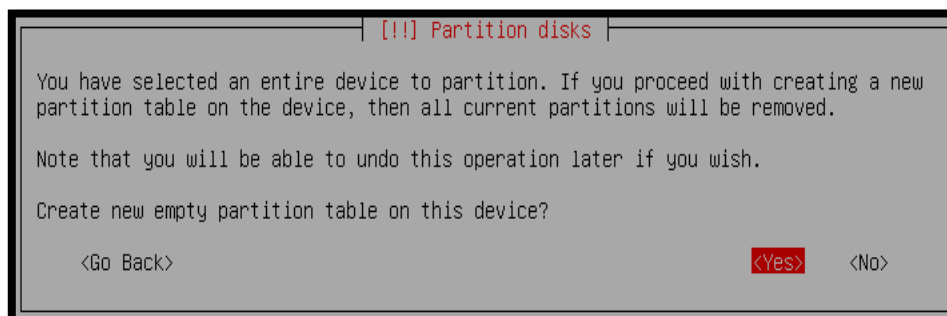 [!!] Partition disks
You have selected an entire device to partition. If you proceed with creating a new
partition table on the device, then all current partitions will be removed.
Note that you will be able to undo this operation later if you wish.
Create new empty partition table on this device?
<Go Back> <Yes> <No>